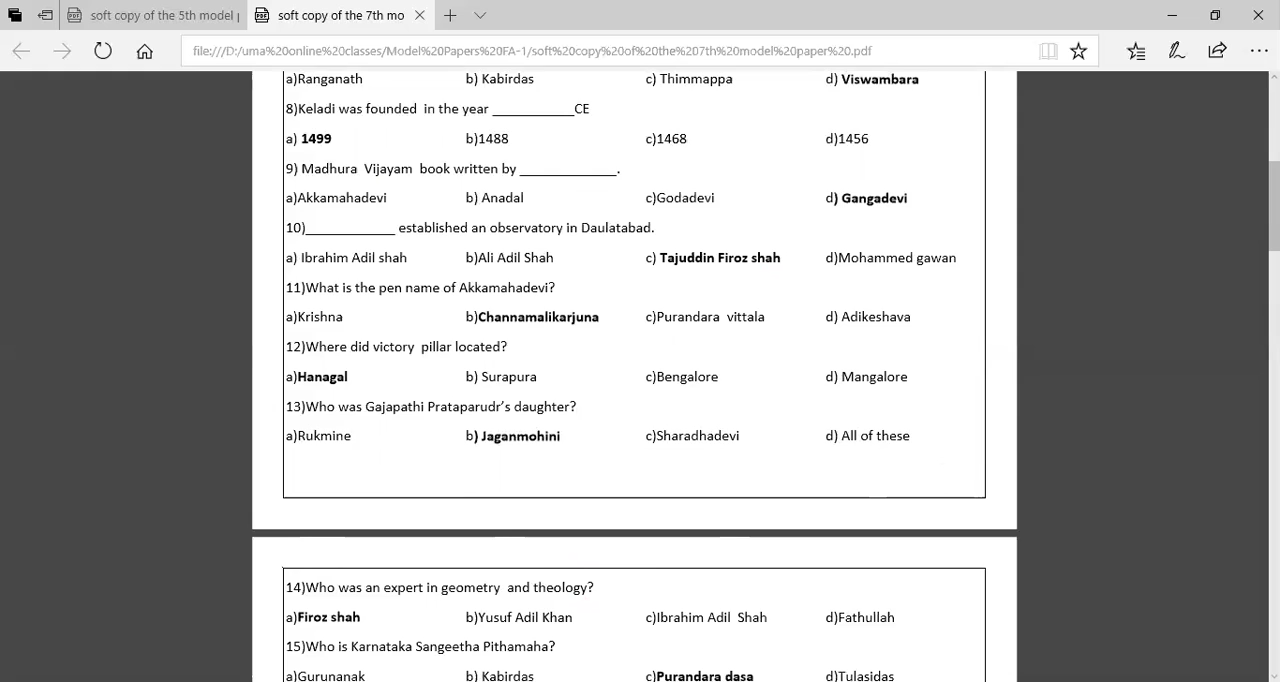 soft copy of the 5th model p
soft copy of the 7th mo
file:///D:/uma%20online%20classes/Model%20Papers%20FA-1/soft%20copy%20of%20the%207th%20model%20paper%20.pdf
a)Ranganath b) Kabirdas c) Thimmappa d) Viswambara
8)Keladi was founded in the year ___________CE
a) 1499 b)1488 c)1468 d)1456
9) Madhura Vijayam book written by _____________.
a)Akkamahadevi b) Anadal c)Godadevi d) Gangadevi
10)____________ established an observatory in Daulatabad.
a) Ibrahim Adil shah b)Ali Adil Shah c) Tajuddin Firoz shah d)Mohammed gawan
11)What is the pen name of Akkamahadevi?
a)Krishna b)Channamalikarjuna c)Purandara vittala d) Adikeshava
12)Where did victory pillar located?
a)Hanagal b) Surapura c)Bengalore d) Mangalore
13)Who was Gajapathi Prataparudr’s daughter?
a)Rukmine b) Jaganmohini c)Sharadhadevi d) All of these
14)Who was an expert in geometry and theology?
a)Firoz shah b)Yusuf Adil Khan c)Ibrahim Adil Shah d)Fathullah
15)Who is Karnataka Sangeetha Pithamaha?
a)Gurunanak b) Kabirdas c)Purandara dasa d)Tulasidas